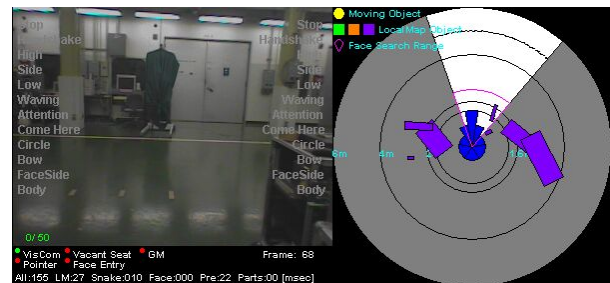 Stop Stop
Handshake
High
Side Side
Low Low
Waving Waving
Attention Attention
Come Here Come Here
Circle Circle
Bow Bow
FaceSide FaceSide
Body Body
0/50
VisCom Vacant Seat GM Frame: 68
Pointer Face Entry
All:155 LM:27 Snake:010 Face:000 Pre:22 Parts:00 [msec]
Moving Object
LocalMap Object
Face Search Range
6m 4m 2 1.6m